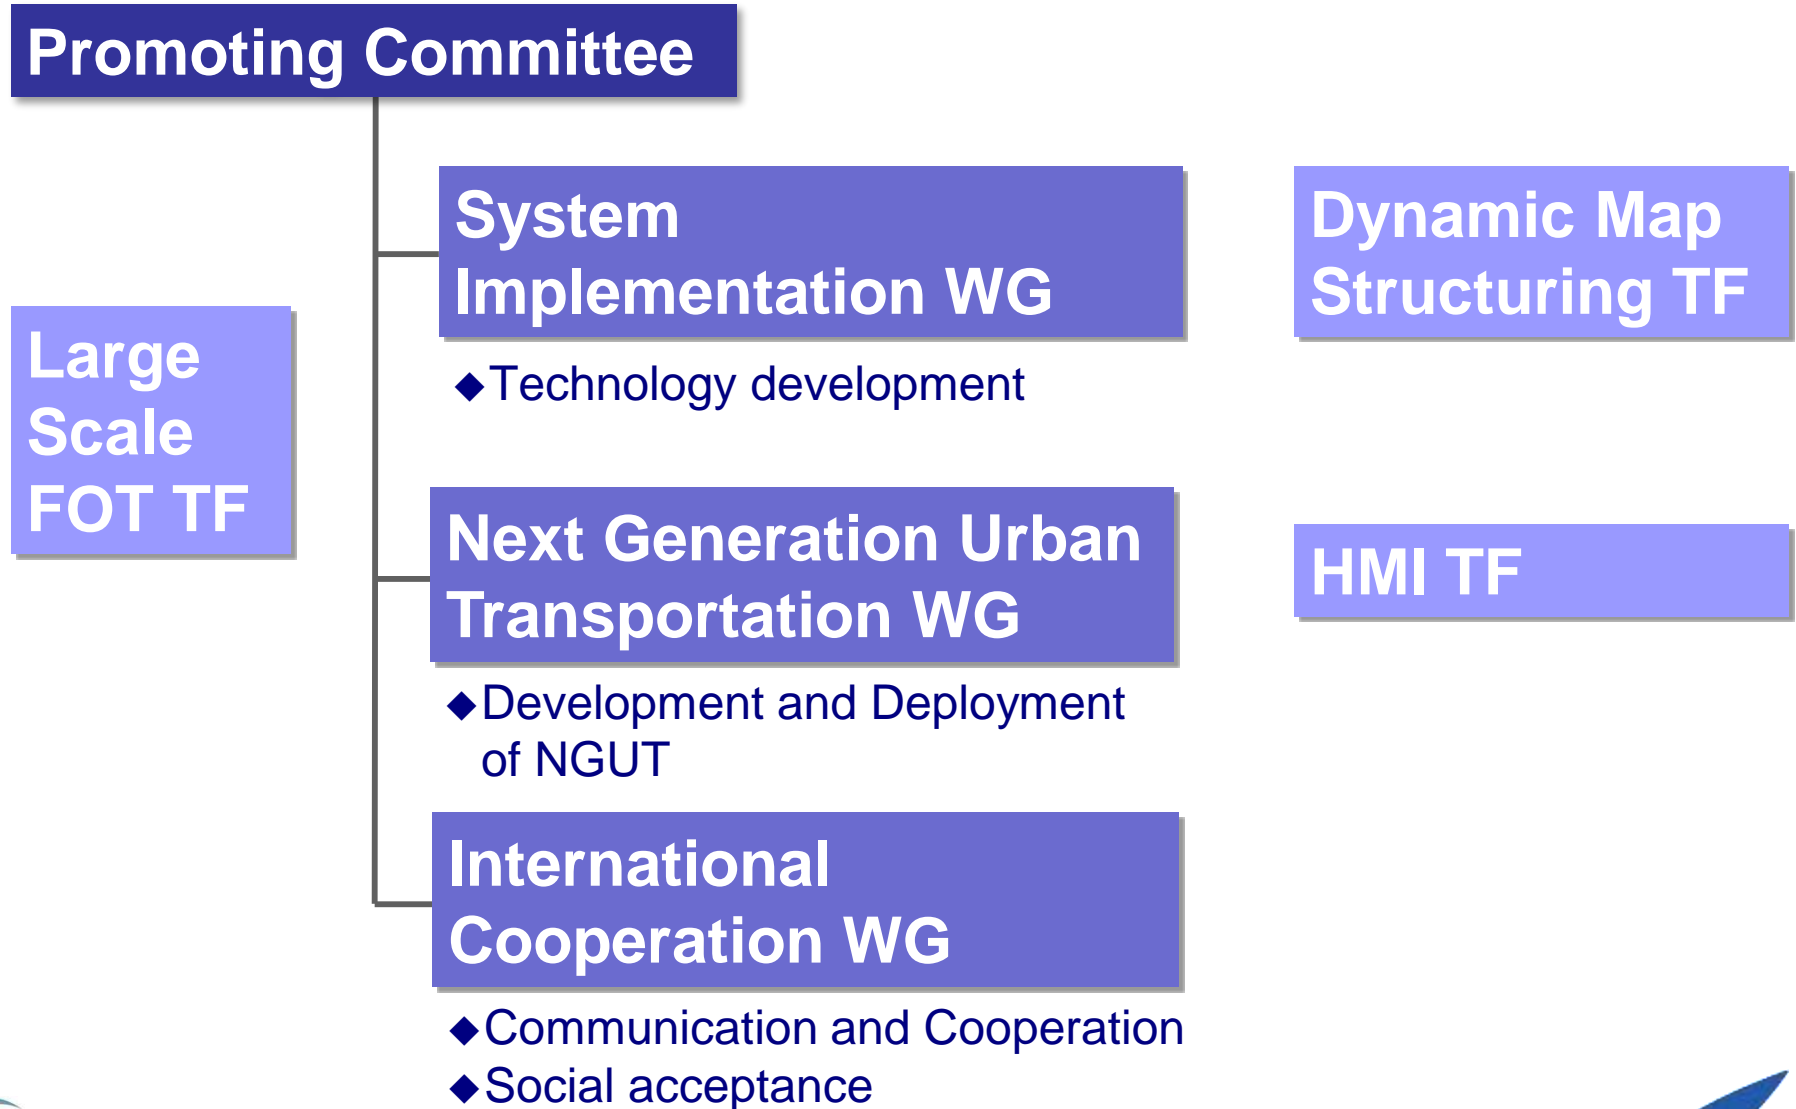 Promoting Committee
System
Implementation WG
◆Technology development
Dynamic Map
Structuring TF
Large
Scale
FOT TF
Next Generation Urban
Transportation WG
◆Development and Deployment
of NGUT
HMI TF
International
Cooperation WG
◆Communication and Cooperation
◆Social acceptance